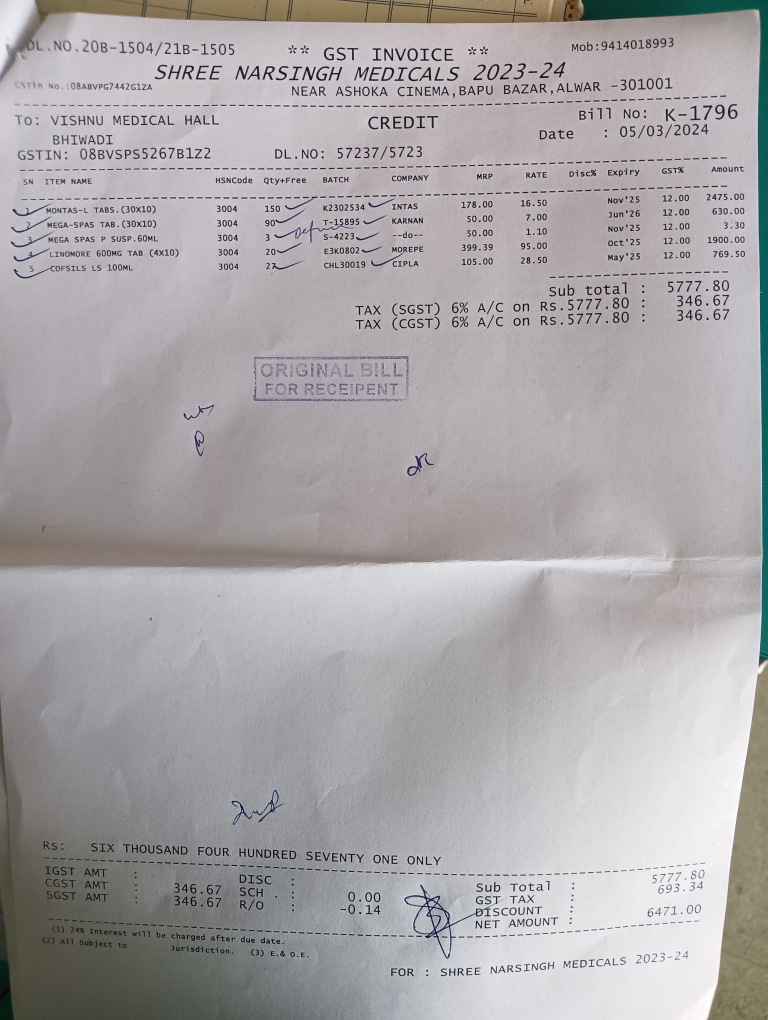 DL.NO.20B-1504/21B-1505 ** GST INVOICE ** Mob:9414018993
SHREE NARSINGH MEDICALS 2023-24
GSTin No.:08ABVPG7442G1ZA NEAR ASHOKA CINEMA,BAPU BAZAR,ALWAR -301001
To: VISHNU MEDICAL HALL CREDIT Bill No: K-1796
BHIWADI Date : 05/03/2024
GSTIN: 08BVSPS5267B1Z2 DL.NO: 57237/5723
SN ITEM NAME HSNCode Qty+Free BATCH COMPANY MRP RATE Disc% Expiry GST% Amount
1 MONTAS-L TABS.(30X10) 3004 150 K2302534 INTAS 178.00 16.50 Nov'25 12.00 2475.00
2 MEGA-SPAS TAB.(30X10) 3004 90 T-15895 KARNAN 50.00 7.00 Jun'26 12.00 630.00
3 MEGA SPAS P SUSP.60ML 3004 3 S-4223 --do-- 50.00 1.10 Nov'25 12.00 3.30
4 LINOMORE 600MG TAB (4X10) 3004 20 E3K0802 MOREPE 399.39 95.00 Oct'25 12.00 1900.00
5 COFSILS LS 100ML 3004 27 CHL30019 CIPLA 105.00 28.50 May'25 12.00 769.50
Sub total : 5777.80
TAX (SGST) 6% A/C on Rs.5777.80 : 346.67
TAX (CGST) 6% A/C on Rs.5777.80 : 346.67
ORIGINAL BILL
FOR RECEIPENT
Rs: SIX THOUSAND FOUR HUNDRED SEVENTY ONE ONLY
IGST AMT : DISC : Sub Total : 5777.80
CGST AMT : 346.67 SCH : 0.00 GST TAX : 693.34
SGST AMT : 346.67 R/O : -0.14 DISCOUNT :
NET AMOUNT : 6471.00
(1) 24% Interest will be charged after due date.
(2) All Subject to Jurisdiction. (3) E.& O.E.
FOR : SHREE NARSINGH MEDICALS 2023-24